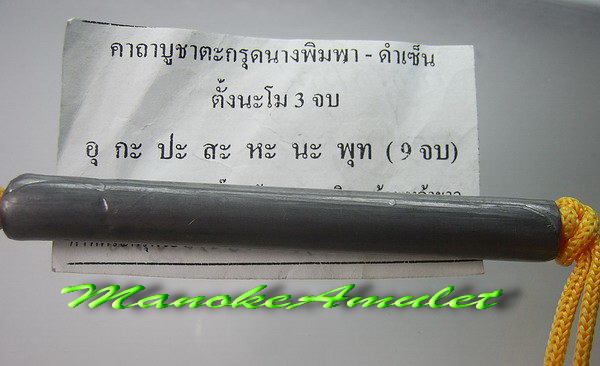 คาถาบูชาตะกรุดนางพิมพา - ดำเซ็น
ตั้งนะโม 3 จบ
อุ กะ ปะ สะ หะ นะ พุท ( 9 จบ)
ManokeAmulet